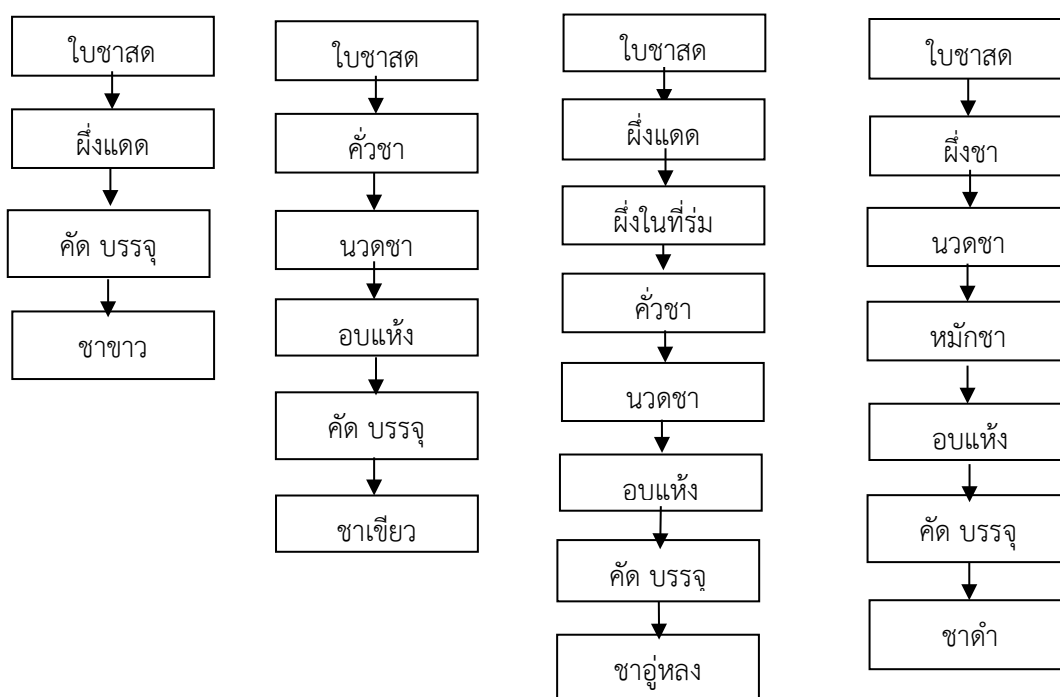 ใบชาสด
ผึ่งแดด
คัด บรรจุ
ชาขาว
ใบชาสด
คั่วชา
นวดชา
อบแห้ง
คัด บรรจุ
ชาเขียว
ใบชาสด
ผึ่งแดด
ผึ่งในที่ร่ม
คั่วชา
นวดชา
อบแห้ง
คัด บรรจุ
ชาอู่หลง
ใบชาสด
ผึ่งชา
นวดชา
หมักชา
อบแห้ง
คัด บรรจุ
ชาดำ